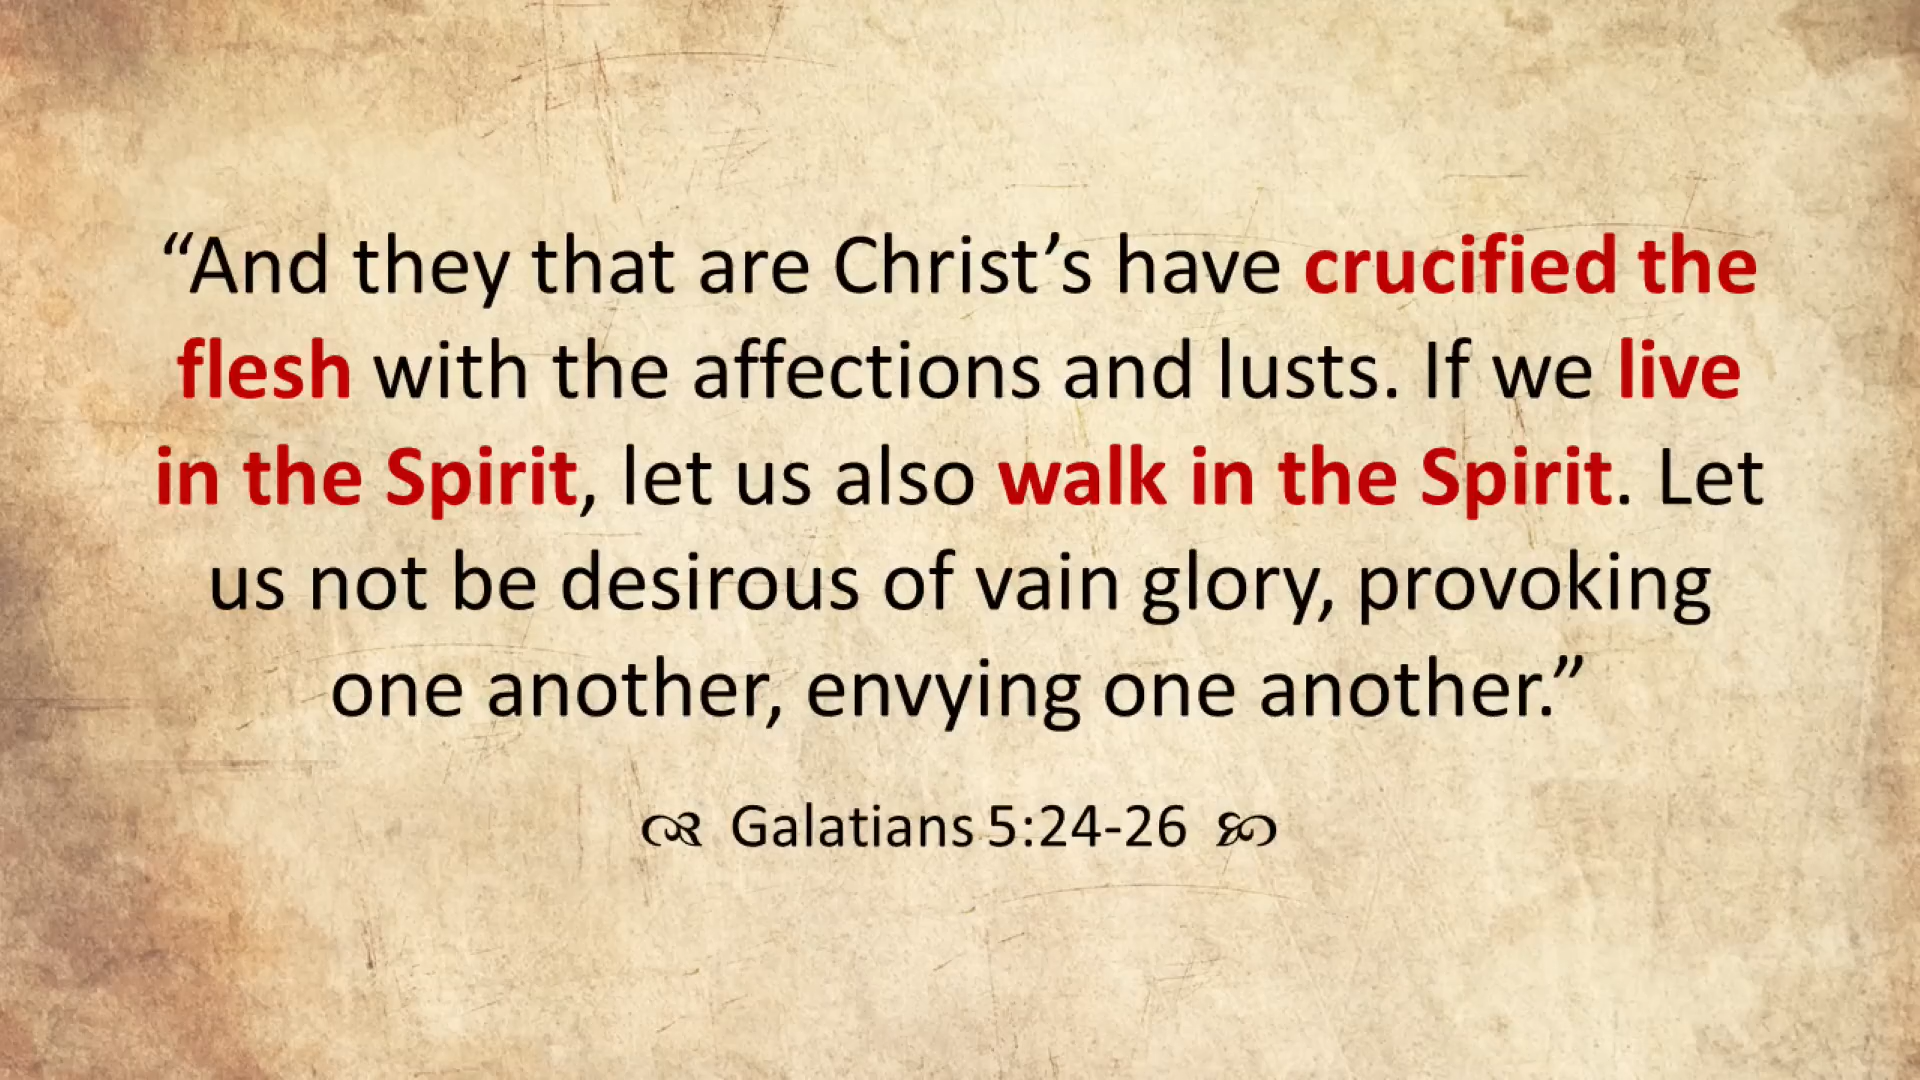 “And they that are Christ’s have crucified the
flesh with the affections and lusts. If we live
in the Spirit, let us also walk in the Spirit. Let
us not be desirous of vain glory, provoking
one another, envying one another.”
Galatians 5:24-26